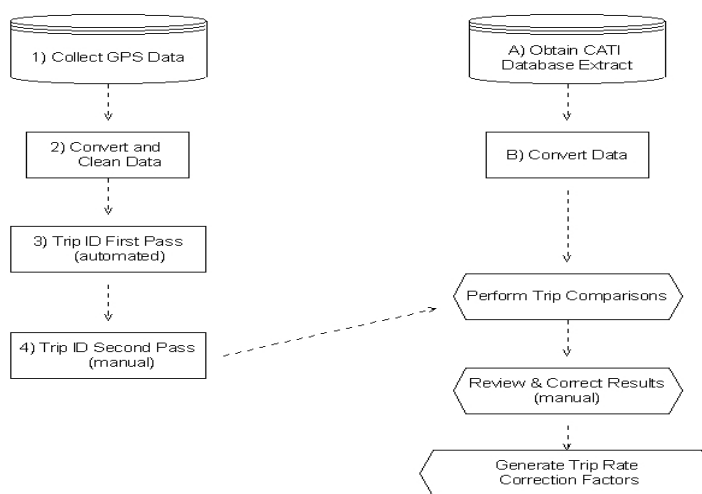 1) Collect GPS Data
2) Convert and
Clean Data
3) Trip ID First Pass
(automated)
4) Trip ID Second Pass
(manual)
A) Obtain CATI
Database Extract
B) Convert Data
Perform Trip Comparisons
Review & Correct Results
(manual)
Generate Trip Rate
Correction Factors